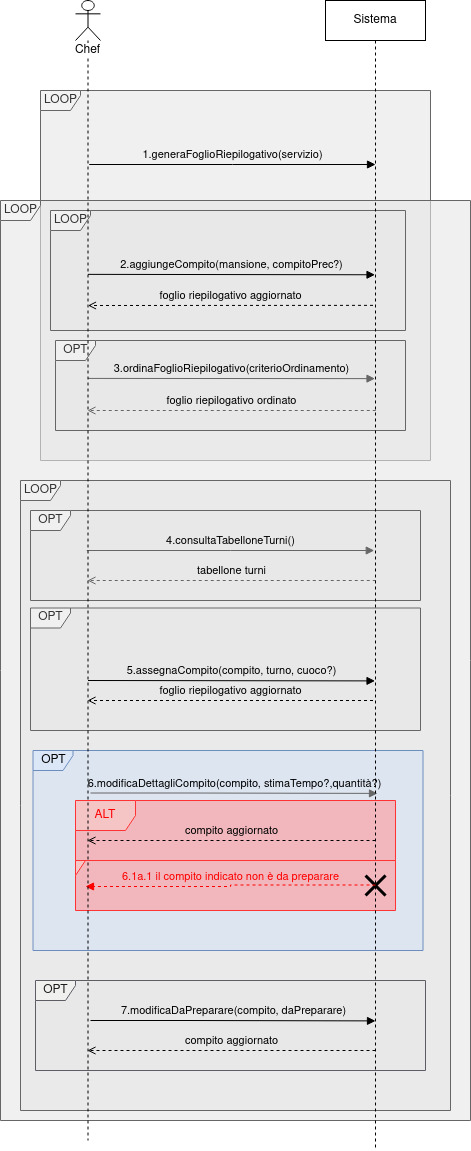 Chef
Sistema
LOOP
1.generaFoglioRiepilogativo(servizio)
LOOP
LOOP
2.aggiungeCompito(mansione, compitoPrec?)
foglio riepilogativo aggiornato
OPT
3.ordinaFoglioRiepilogativo(criterioOrdinamento)
foglio riepilogativo ordinato
LOOP
OPT
4.consultaTabelloneTurni()
tabellone turni
OPT
5.assegnaCompito(compito, turno, cuoco?)
foglio riepilogativo aggiornato
OPT
6.modificaDettagliCompito(compito, stimaTempo?,quantità?)
ALT
compito aggiornato
6.1a.1 il compito indicato non è da preparare
OPT
7.modificaDaPreparare(compito, daPreparare)
compito aggiornato